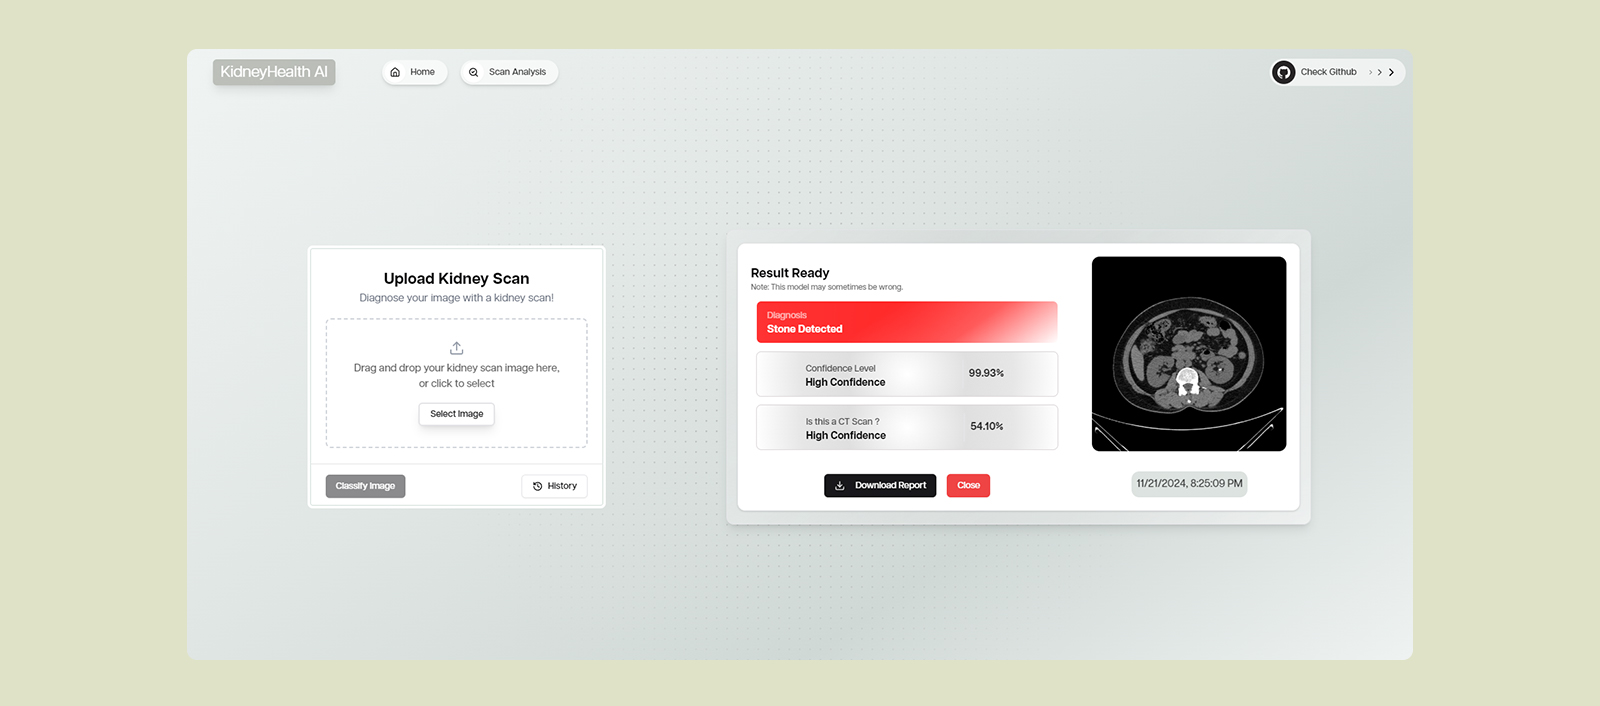 KidneyHealth AI
Home
Scan Analysis
Check Github
Upload Kidney Scan
Diagnose your image with a kidney scan!
Drag and drop your kidney scan image here,
or click to select
Select Image
Classify Image
History
Result Ready
Note: This model may sometimes be wrong.
Diagnosis
Stone Detected
Confidence Level
High Confidence
99.93%
Is this a CT Scan ?
High Confidence
54.10%
Download Report
Close
11/21/2024, 8:25:09 PM